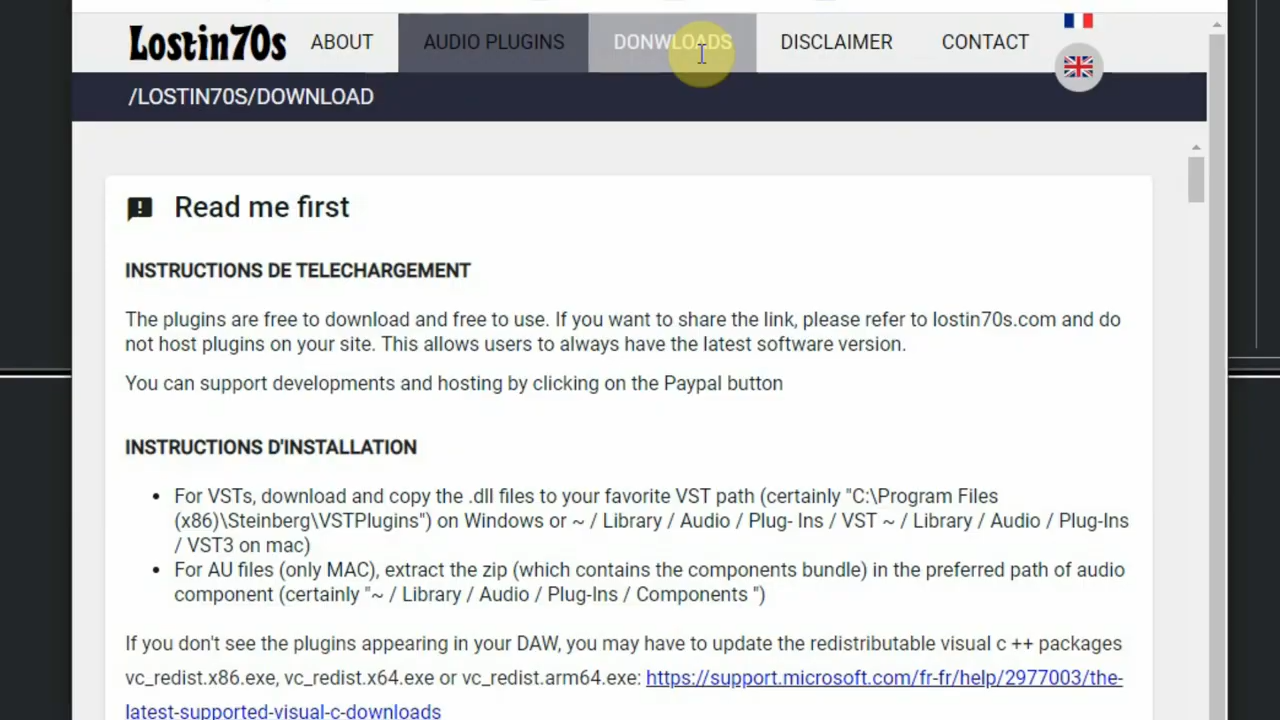 Lostin70s ABOUT AUDIO PLUGINS DONWLOADS DISCLAIMER CONTACT
/LOSTIN70S/DOWNLOAD
Read me first
INSTRUCTIONS DE TELECHARGEMENT
The plugins are free to download and free to use. If you want to share the link, please refer to lostin70s.com and do
not host plugins on your site. This allows users to always have the latest software version.
You can support developments and hosting by clicking on the Paypal button
INSTRUCTIONS D'INSTALLATION
• For VSTs, download and copy the .dll files to your favorite VST path (certainly "C:\Program Files
(x86)\Steinberg\VSTPlugins") on Windows or ~ / Library / Audio / Plug- Ins / VST ~ / Library / Audio / Plug-Ins
/ VST3 on mac)
• For AU files (only MAC), extract the zip (which contains the components bundle) in the preferred path of audio
component (certainly "~ / Library / Audio / Plug-Ins / Components ")
If you don't see the plugins appearing in your DAW, you may have to update the redistributable visual c ++ packages
vc_redist.x86.exe, vc_redist.x64.exe or vc_redist.arm64.exe: https://support.microsoft.com/fr-fr/help/2977003/the-
latest-supported-visual-c-downloads